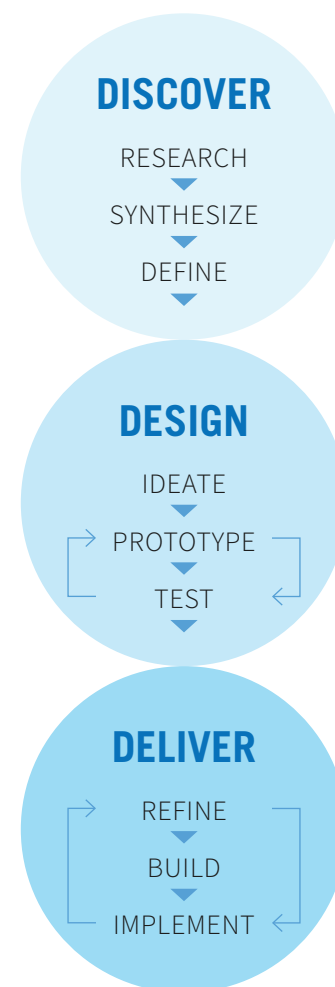 DISCOVER
RESEARCH
SYNTHESIZE
DEFINE
DESIGN
IDEATE
PROTOTYPE
TEST
DELIVER
REFINE
BUILD
IMPLEMENT